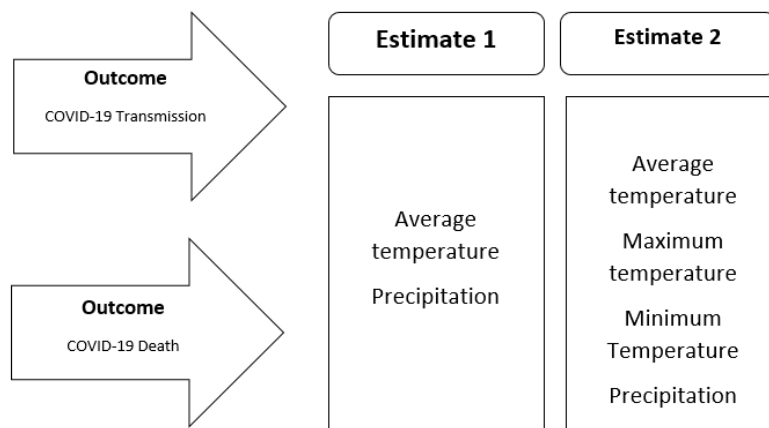 Outcome
COVID-19 Transmission
Outcome
COVID-19 Death
Estimate 1
Average
temperature
Precipitation
Estimate 2
Average
temperature
Maximum
temperature
Minimum
Temperature
Precipitation